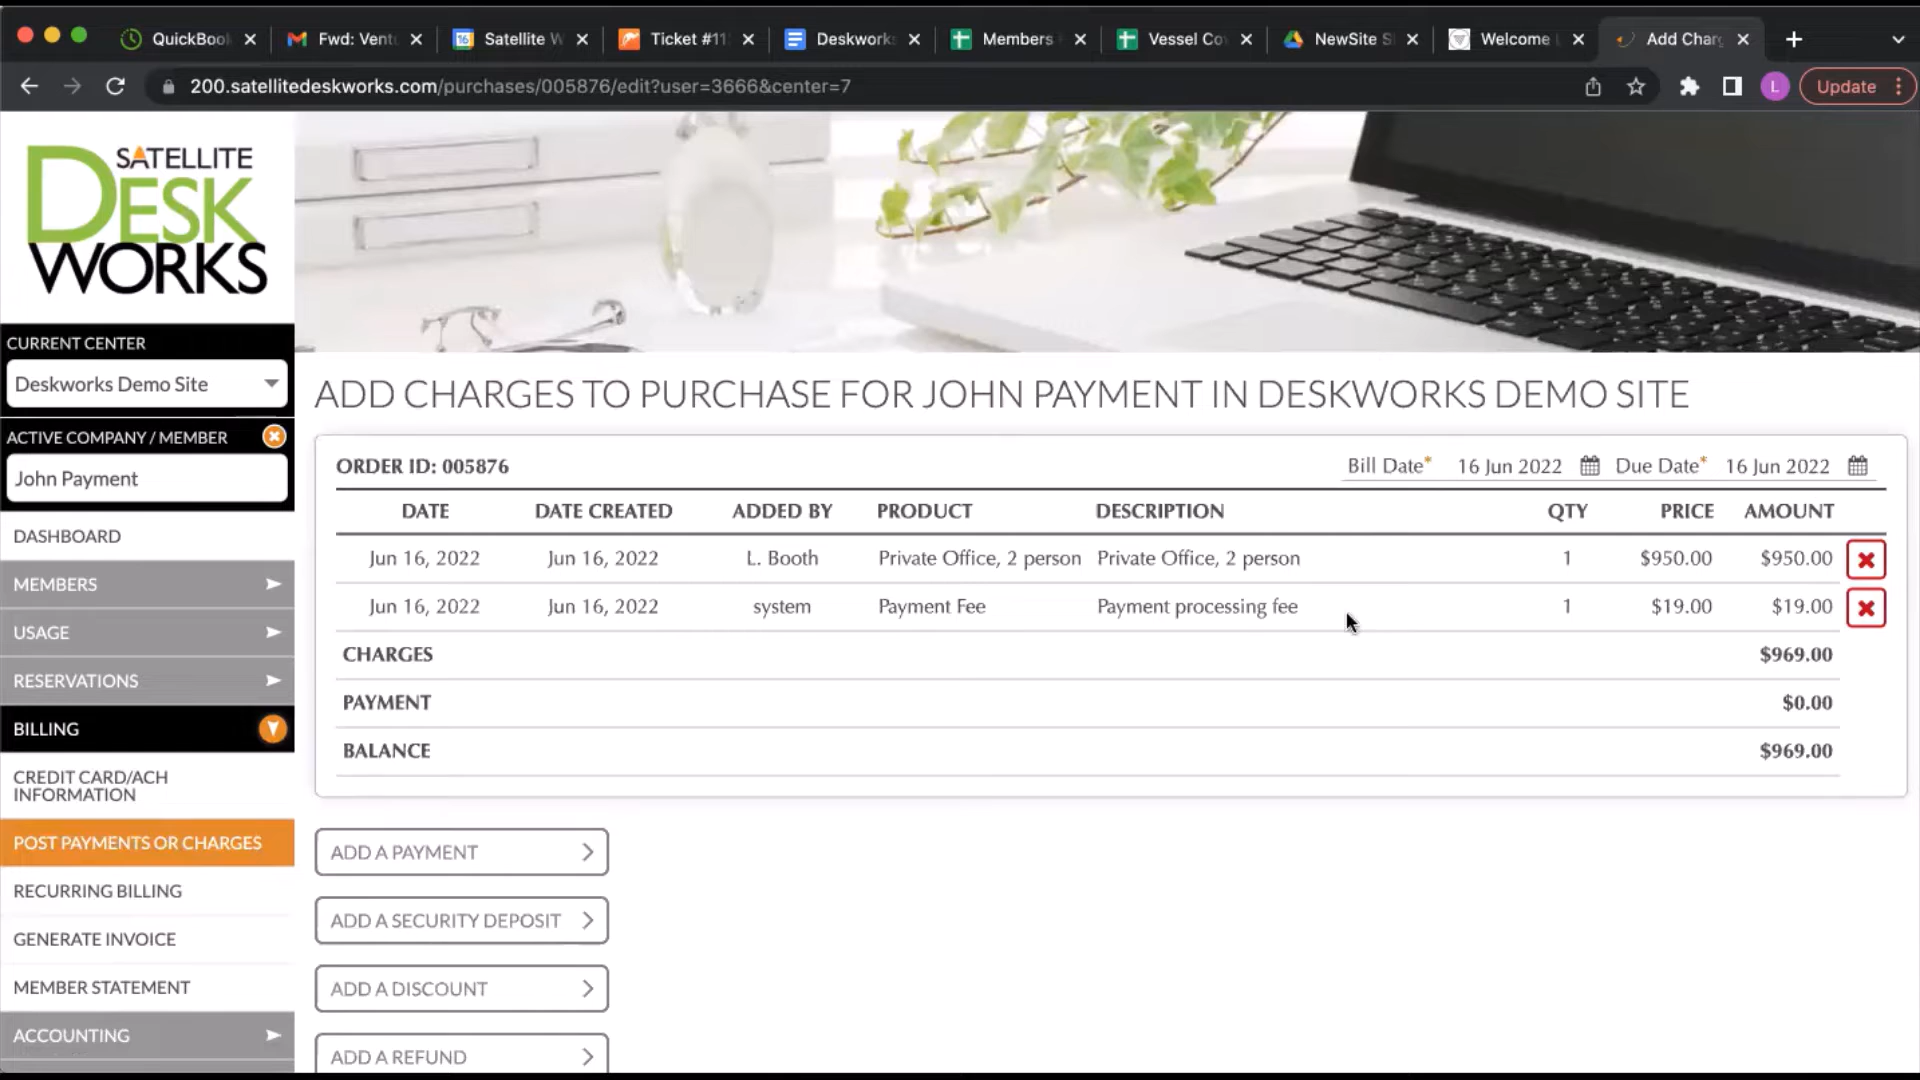 QuickBoo
Fwd: Vent
Satellite W
Ticket #11
Deskworks
Members
Vessel Co
NewSite S
Welcome
Add Char
200.satellitedeskworks.com/purchases/005876/edit?user=3666&center=7
L
Update
SATELLITE
DESK
WORKS
CURRENT CENTER
Deskworks Demo Site
ACTIVE COMPANY / MEMBER
John Payment
DASHBOARD
MEMBERS
USAGE
RESERVATIONS
BILLING
CREDIT CARD/ACH
INFORMATION
POST PAYMENTS OR CHARGES
RECURRING BILLING
GENERATE INVOICE
MEMBER STATEMENT
ACCOUNTING
ADD CHARGES TO PURCHASE FOR JOHN PAYMENT IN DESKWORKS DEMO SITE
ORDER ID: 005876 Bill Date* 16 Jun 2022 Due Date* 16 Jun 2022
DATE DATE CREATED ADDED BY PRODUCT DESCRIPTION QTY PRICE AMOUNT
Jun 16, 2022 Jun 16, 2022 L. Booth Private Office, 2 person Private Office, 2 person 1 $950.00 $950.00
Jun 16, 2022 Jun 16, 2022 system Payment Fee Payment processing fee 1 $19.00 $19.00
CHARGES $969.00
PAYMENT $0.00
BALANCE $969.00
ADD A PAYMENT
ADD A SECURITY DEPOSIT
ADD A DISCOUNT
ADD A REFUND